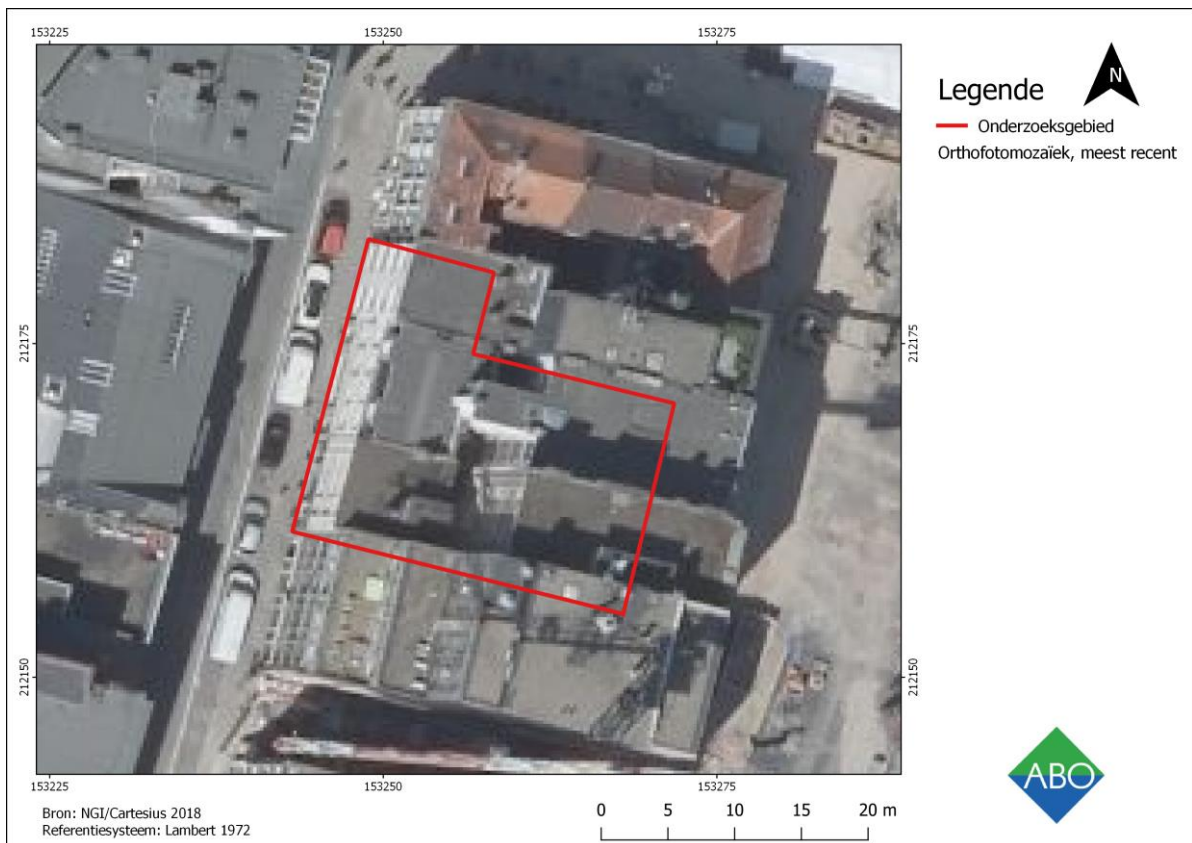 153225
153250
153275
212175
212175
212150
212150
153225
153250
153275
N
Legende
Onderzoeksgebied
Orthofotomozaïek, meest recent
ABO
Bron: NGI/Cartesius 2018
Referentiesysteem: Lambert 1972
0 5 10 15 20 m